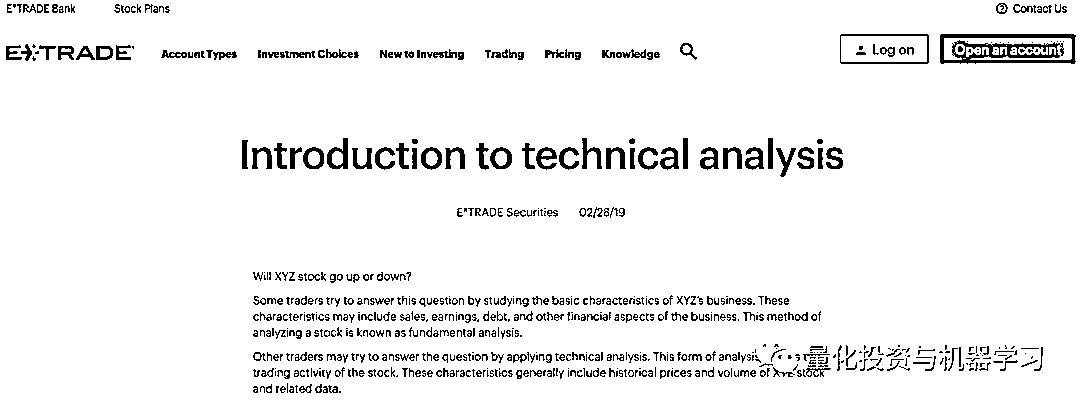 E*TRADE Bank Stock Plans Contact Us
E*TRADE Account Types Investment Choices New to Investing Trading Pricing Knowledge Log on Open an account
Introduction to technical analysis
E*TRADE Securities 02/28/19
Will XYZ stock go up or down?
Some traders try to answer this question by studying the basic characteristics of XYZ's business. These
characteristics may include sales, earnings, debt, and other financial aspects of the business. This method of
analyzing a stock is known as fundamental analysis.
Other traders may try to answer the question by applying technical analysis. This form of
trading activity of the stock. These characteristics generally include historical prices and volume of XYZ stock
and related data.
量化投资与机器学习